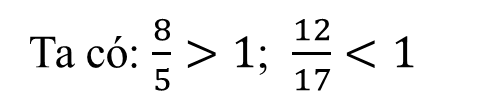 Ta có: 8/5 > 1; 12/17 < 1